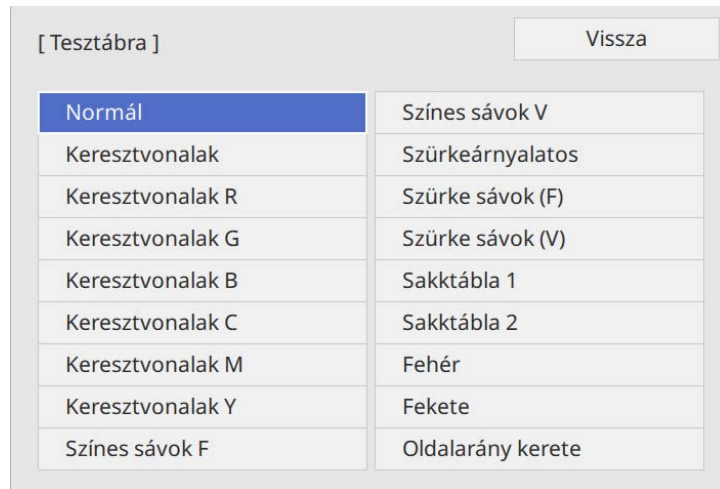 [ Tesztábra ]
Vissza
Normál
Keresztvonalak
Keresztvonalak R
Keresztvonalak G
Keresztvonalak B
Keresztvonalak C
Keresztvonalak M
Keresztvonalak Y
Színes sávok F
Színes sávok V
Szürkeárnyalatos
Szürke sávok (F)
Szürke sávok (V)
Sakktábla 1
Sakktábla 2
Fehér
Fekete
Oldalarány kerete